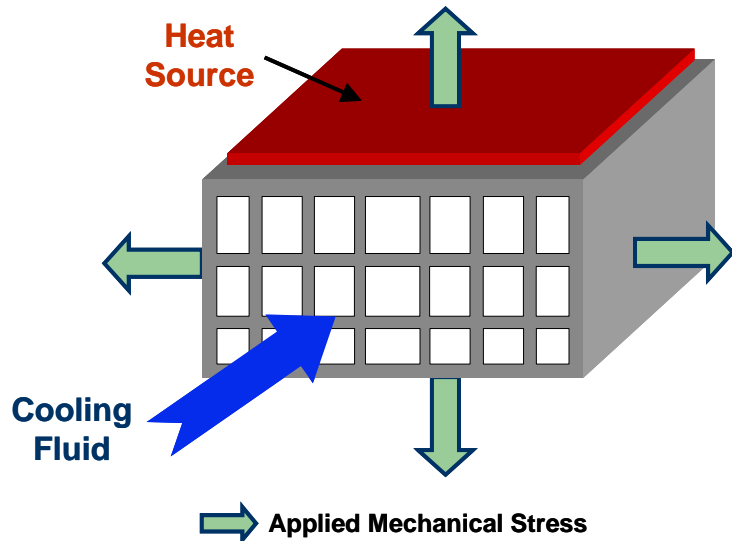 Heat
Source
Cooling
Fluid
Applied Mechanical Stress